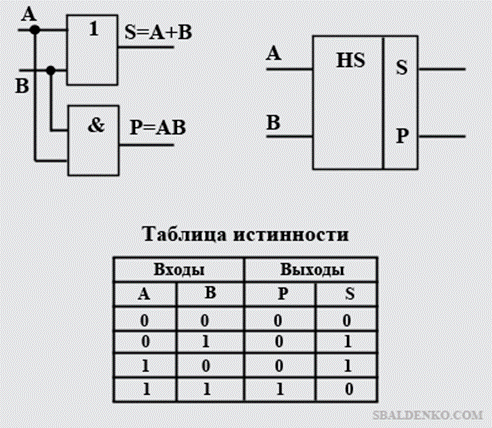 A
1
S=A+B
B
&
P=AB
A
HS
S
B
P
Таблица истинности
Входы Выходы
A B P S
0 0 0 0
0 1 0 1
1 0 0 1
1 1 1 0
SBALDENKO.COM